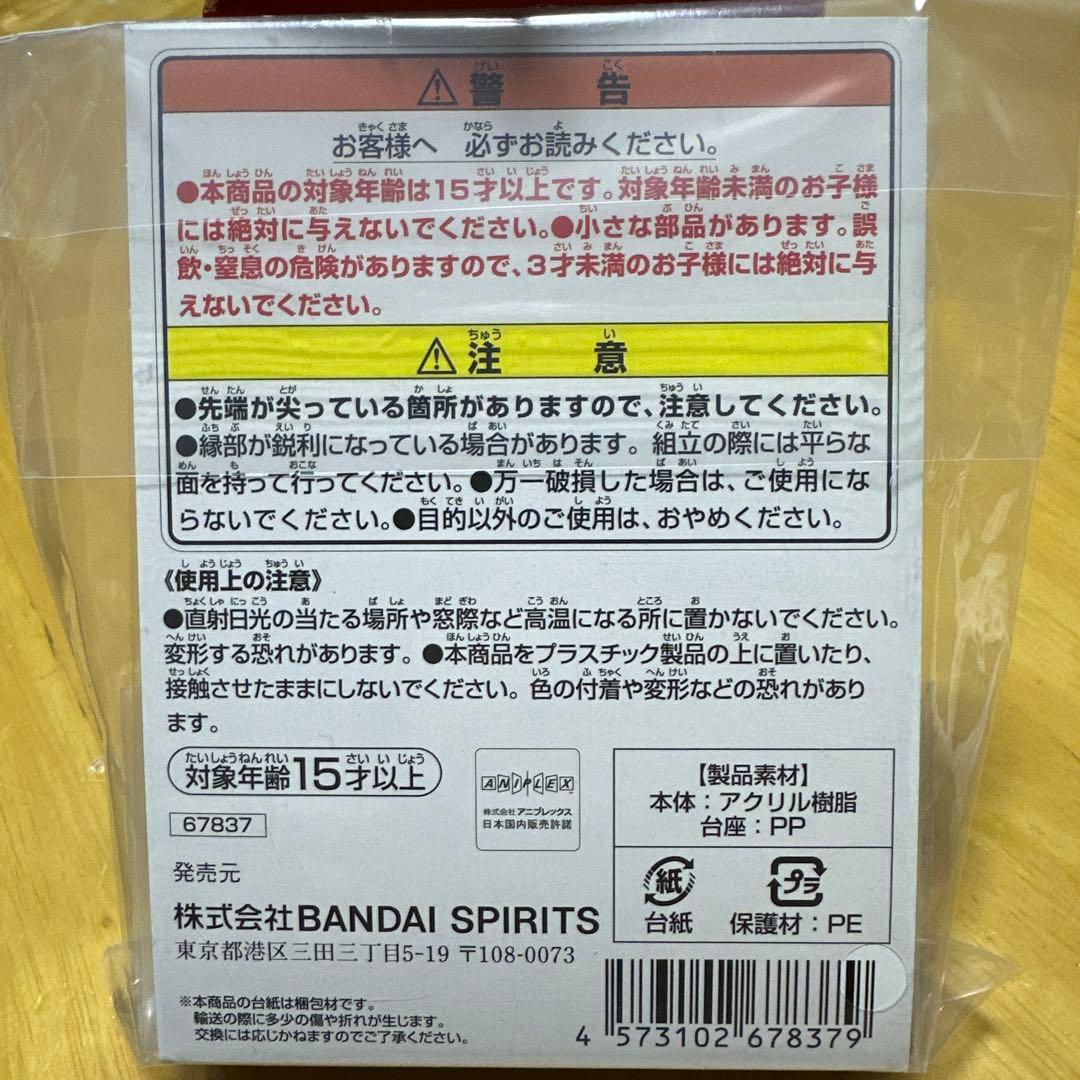 ⚠警告
お客様へ 必ずお読みください。
●本商品の対象年齢は15才以上です。対象年齢未満のお子様
には絶対に与えないでください。●小さな部品があります。誤
飲・窒息の危険がありますので、3才未満のお子様には絶対に与
えないでください。
⚠注意
●先端が尖っている箇所がありますので、注意してください。
●縁部が鋭利になっている場合があります。組立の際には平らな
面を持って行ってください。●万一破損した場合は、ご使用にな
らないでください。●目的以外のご使用は、おやめください。
《使用上の注意》
●直射日光の当たる場所や窓際など高温になる所に置かないでください。
変形する恐れがあります。●本商品をプラスチック製品の上に置いたり、
接触させたままにしないでください。色の付着や変形などの恐れがあり
ます。
対象年齢15才以上
67837
ANIPLEX
株式会社アニプレックス
日本国内販売許諾
【製品素材】
本体：アクリル樹脂
台座：PP
紙
台紙
プラ
保護材：PE
発売元
株式会社BANDAI SPIRITS
東京都港区三田三丁目5-19 〒108-0073
※本商品の台紙は梱包材です。
輸送の際に多少の傷や折れが生じます。
交換には応じかねますのでご了承ください。
4 573102 678379